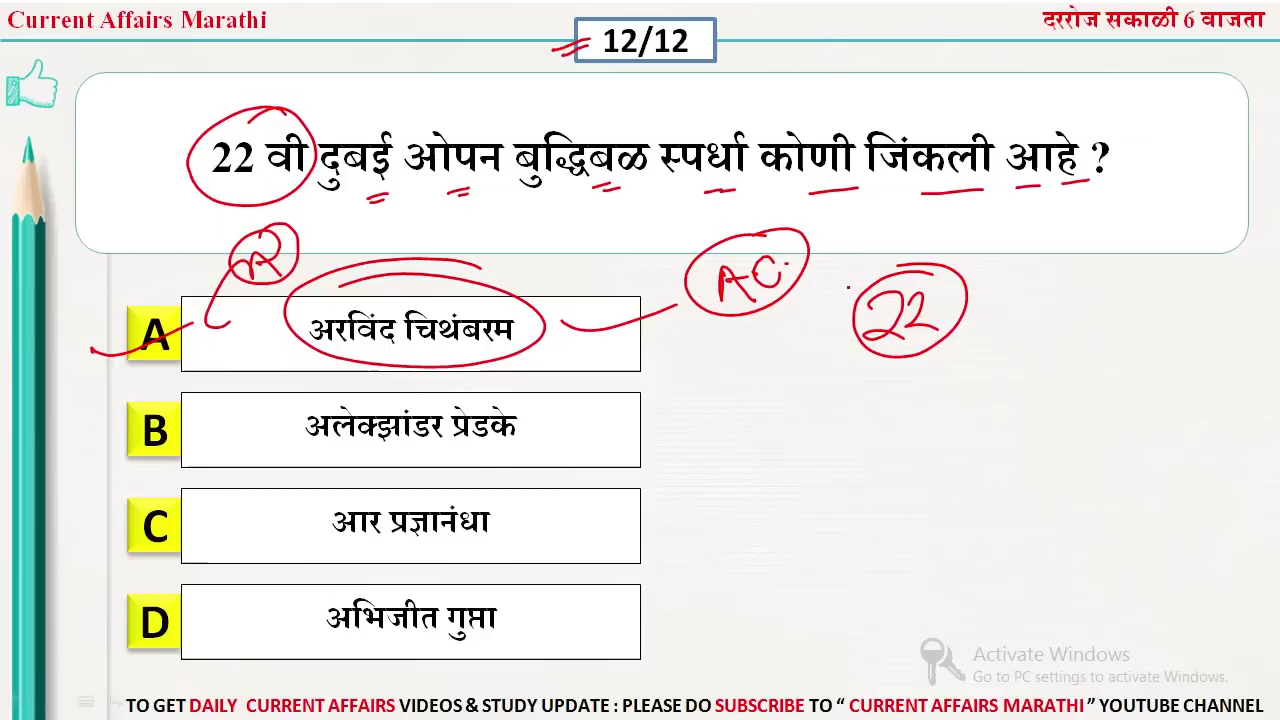 Current Affairs Marathi
दररोज सकाळी 6 वाजता
12/12
22 वी दुबई ओपन बुद्धिबळ स्पर्धा कोणी जिंकली आहे ?
A
AC.
22
A
अरविंद चिथंबरम
B
अलेक्झांडर प्रेडके
C
आर प्रज्ञानंधा
D
अभिजीत गुप्ता
Activate Windows
Go to PC settings to activate Windows.
TO GET DAILY CURRENT AFFAIRS VIDEOS & STUDY UPDATE : PLEASE DO SUBSCRIBE TO “ CURRENT AFFAIRS MARATHI ” YOUTUBE CHANNEL